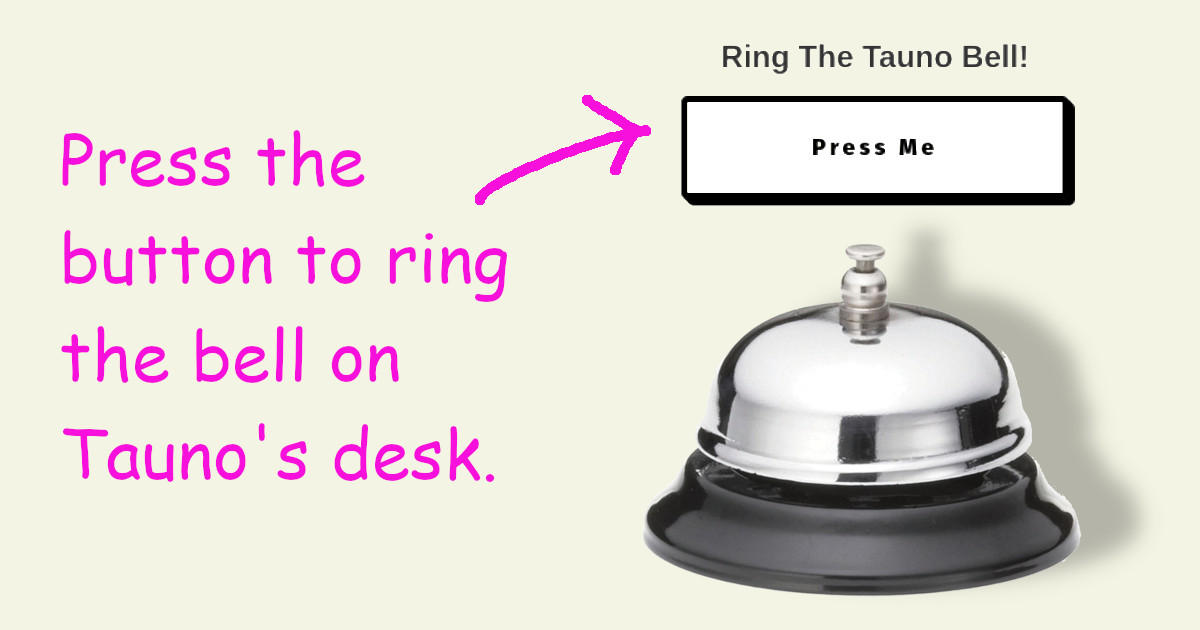 Ring The Tauno Bell!
Press Me
Press the
button to ring
the bell on
Tauno's desk.